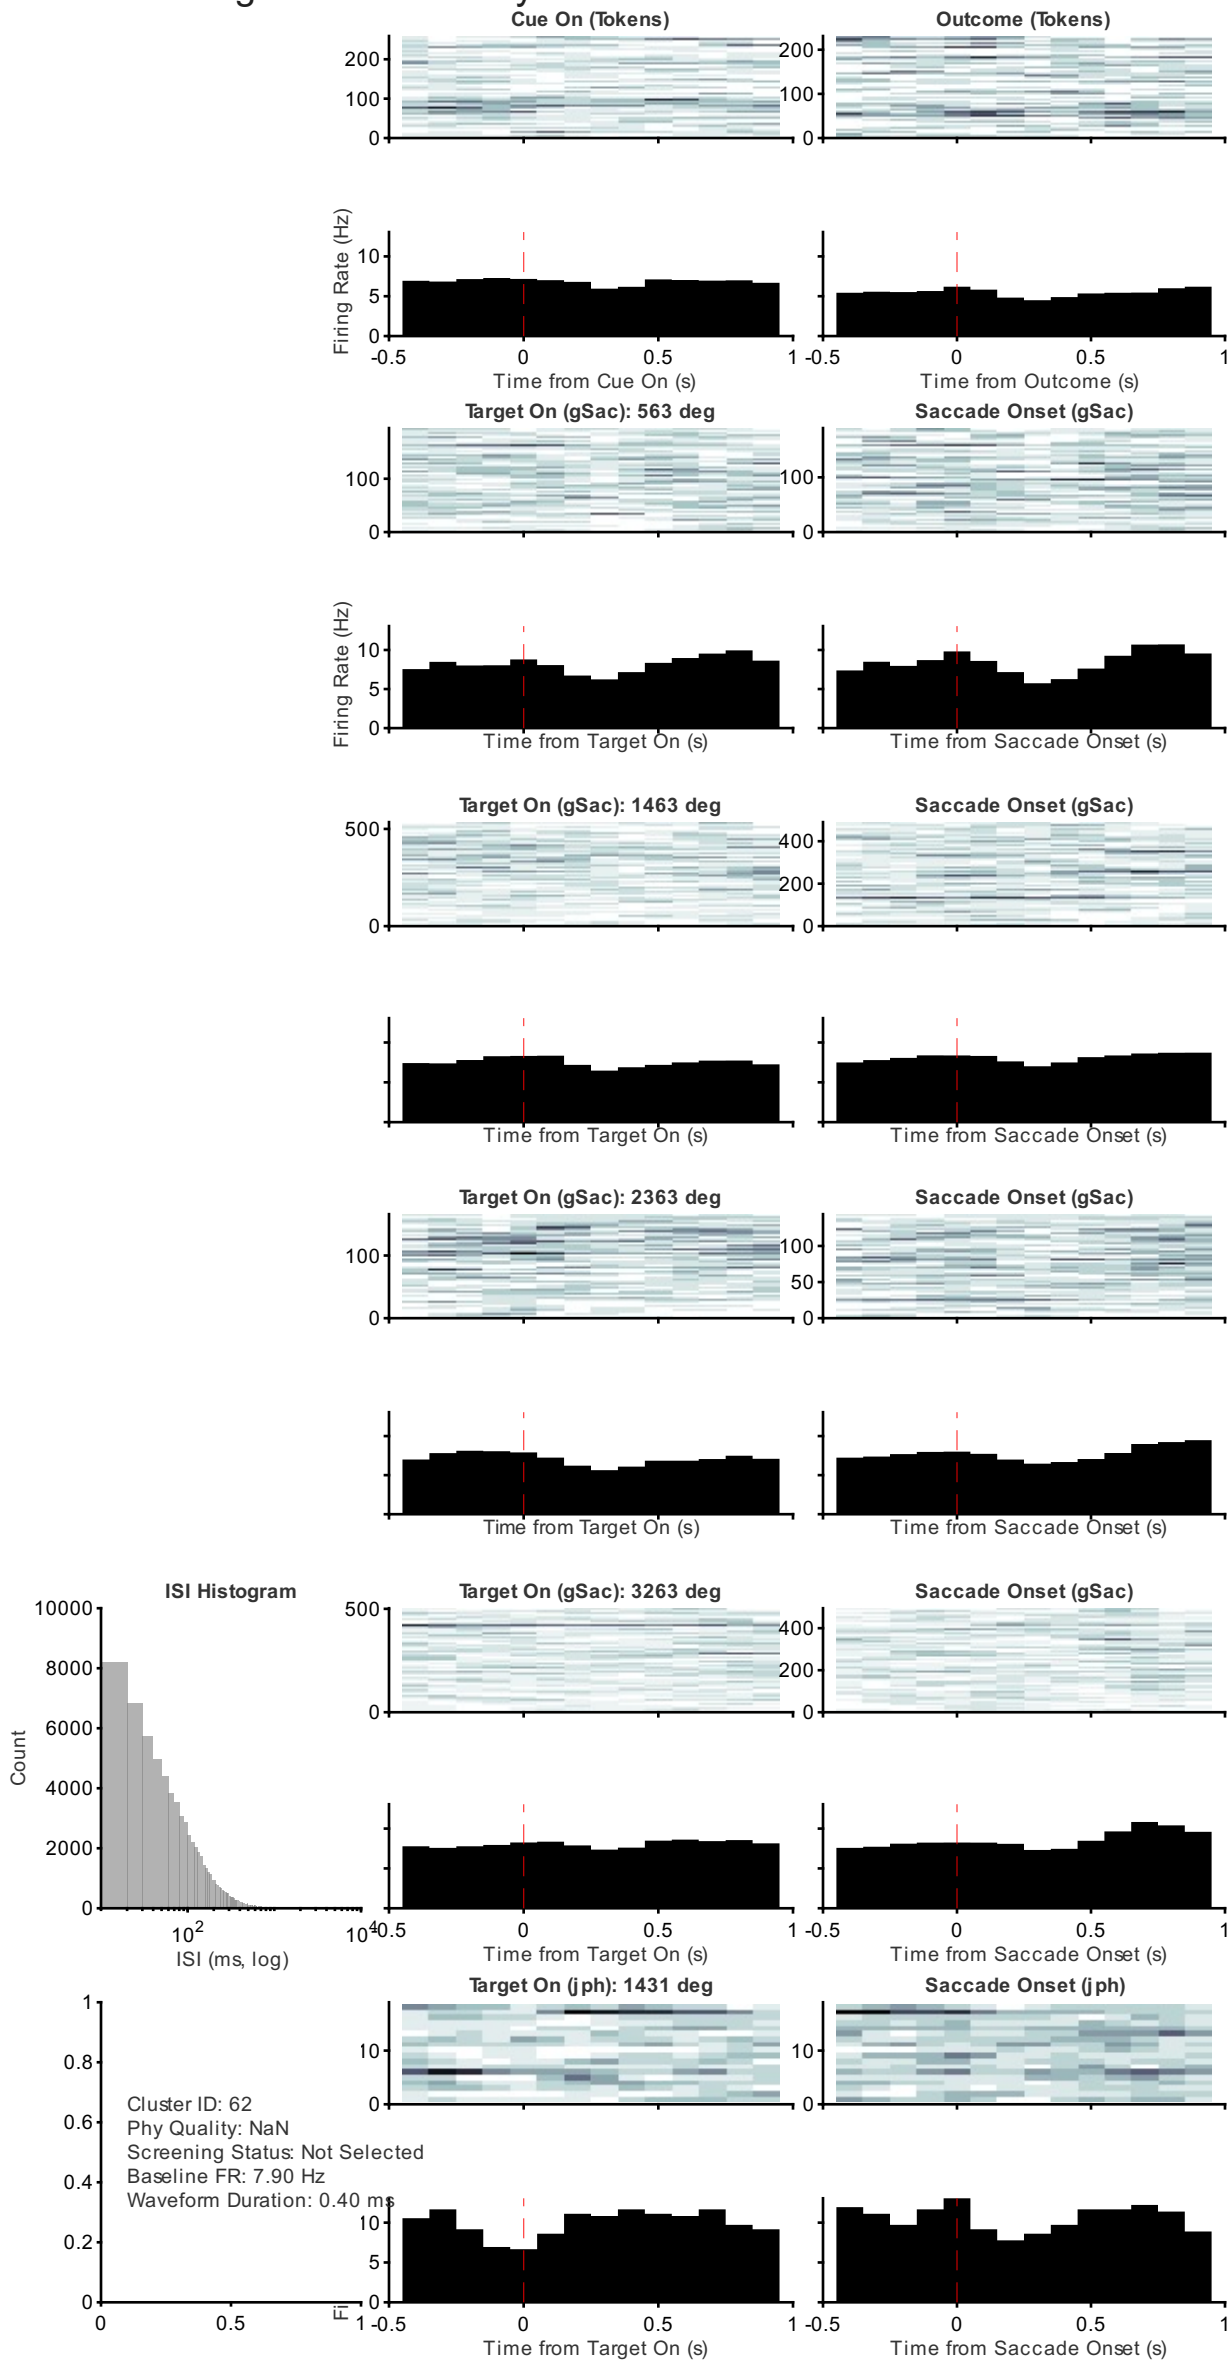 Cue On (Tokens)
Outcome (Tokens)
200
100
0
200
100
0
Firing Rate (Hz)
10
5
0
-0.5
0
0.5
1
-0.5
0
0.5
1
Time from Cue On (s)
Time from Outcome (s)
Target On (gSac): 563 deg
Saccade Onset (gSac)
100
0
100
0
Firing Rate (Hz)
10
5
0
Time from Target On (s)
Time from Saccade Onset (s)
Target On (gSac): 1463 deg
Saccade Onset (gSac)
500
0
400
200
0
Time from Target On (s)
Time from Saccade Onset (s)
Target On (gSac): 2363 deg
Saccade Onset (gSac)
100
0
100
50
0
Time from Target On (s)
Time from Saccade Onset (s)
ISI Histogram
10000
8000
6000
4000
2000
0
Count
10²
10⁴
ISI (ms, log)
Target On (gSac): 3263 deg
Saccade Onset (gSac)
500
0
400
200
0
-0.5
0
0.5
1
-0.5
0
0.5
1
Time from Target On (s)
Time from Saccade Onset (s)
1
0.8
0.6
0.4
0.2
0
0
0.5
1
Cluster ID: 62
Phy Quality: NaN
Screening Status: Not Selected
Baseline FR: 7.90 Hz
Waveform Duration: 0.40 ms
Target On (jph): 1431 deg
Saccade Onset (jph)
10
0
10
0
10
5
0
Fi
-0.5
0
0.5
1
-0.5
0
0.5
1
Time from Target On (s)
Time from Saccade Onset (s)